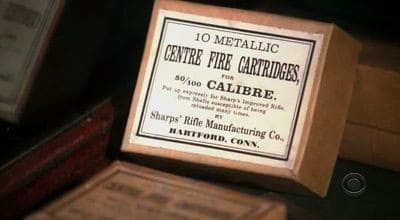 10 METALLIC
CENTRE FIRE CARTRIDGES,
FOR
50/100 CALIBRE.
Put up expressly for Sharp's Improved Rifle,
from Shells susceptible of being
reloaded many times.
BY
Sharps' Rifle Manufacturing Co.,
HARTFORD, CONN.